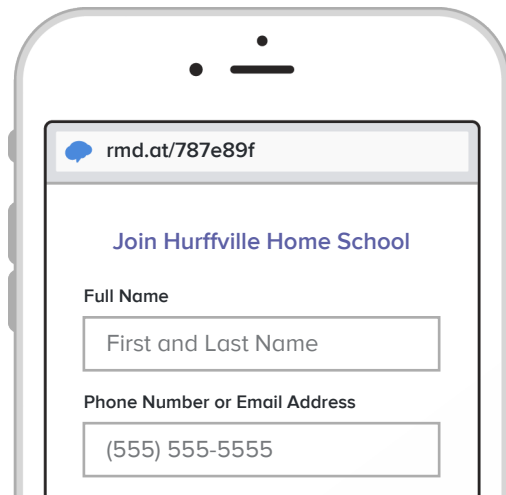 rmd.at/787e89f
Join Hurffville Home School
Full Name
First and Last Name
Phone Number or Email Address
(555) 555-5555